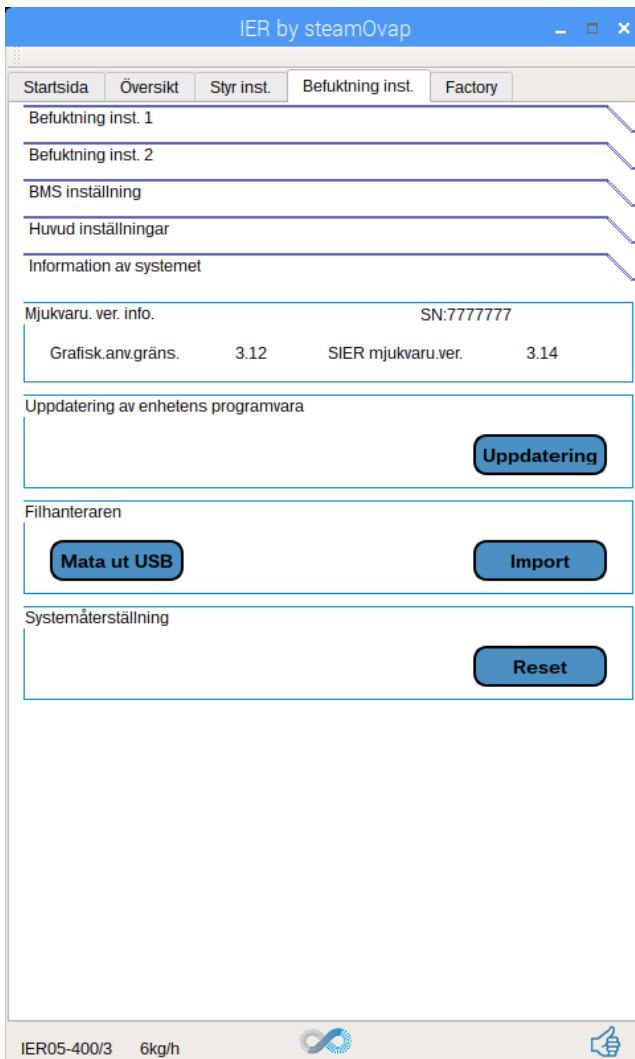 IER by steamOvap
Startsida Översikt Styr inst. Befuktning inst. Factory
Befuktning inst. 1
Befuktning inst. 2
BMS inställning
Huvud inställningar
Information av systemet
Mjukvaru. ver. info. SN:7777777
Grafisk.anv.gräns. 3.12 SIER mjukvaru.ver. 3.14
Uppdatering av enhetens programvara
Uppdatering
Filhanteraren
Mata ut USB Import
Systemåterställning
Reset
IER05-400/3 6kg/h